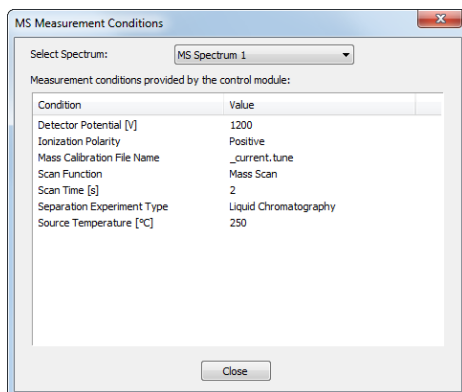 MS Measurement Conditions
Select Spectrum: MS Spectrum 1
Measurement conditions provided by the control module:
Condition Value
Detector Potential [V] 1200
Ionization Polarity Positive
Mass Calibration File Name _current.tune
Scan Function Mass Scan
Scan Time [s] 2
Separation Experiment Type Liquid Chromatography
Source Temperature [°C] 250
Close